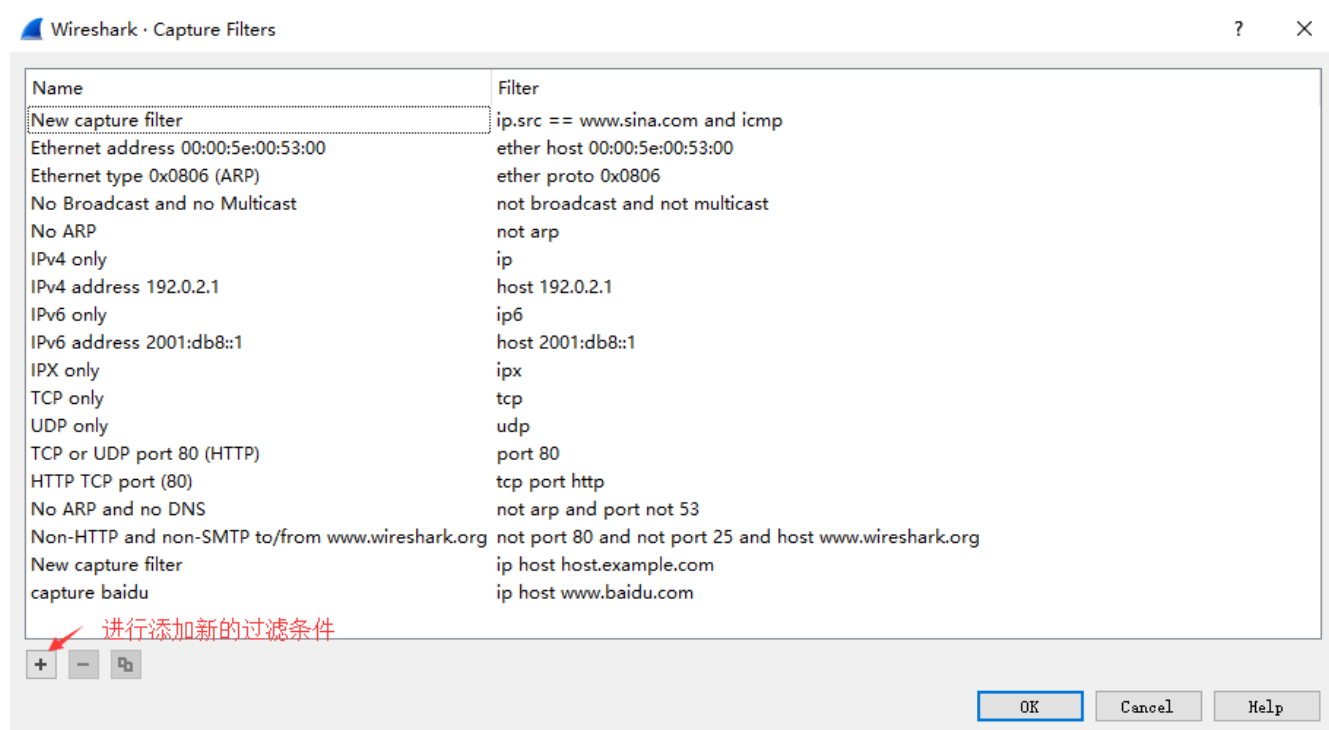 Wireshark · Capture Filters
Name Filter
New capture filter ip.src == www.sina.com and icmp
Ethernet address 00:00:5e:00:53:00 ether host 00:00:5e:00:53:00
Ethernet type 0x0806 (ARP) ether proto 0x0806
No Broadcast and no Multicast not broadcast and not multicast
No ARP not arp
IPv4 only ip
IPv4 address 192.0.2.1 host 192.0.2.1
IPv6 only ip6
IPv6 address 2001:db8::1 host 2001:db8::1
IPX only ipx
TCP only tcp
UDP only udp
TCP or UDP port 80 (HTTP) port 80
HTTP TCP port (80) tcp port http
No ARP and no DNS not arp and port not 53
Non-HTTP and non-SMTP to/from www.wireshark.org not port 80 and not port 25 and host www.wireshark.org
New capture filter ip host host.example.com
capture baidu ip host www.baidu.com
进行添加新的过滤条件
OK Cancel Help